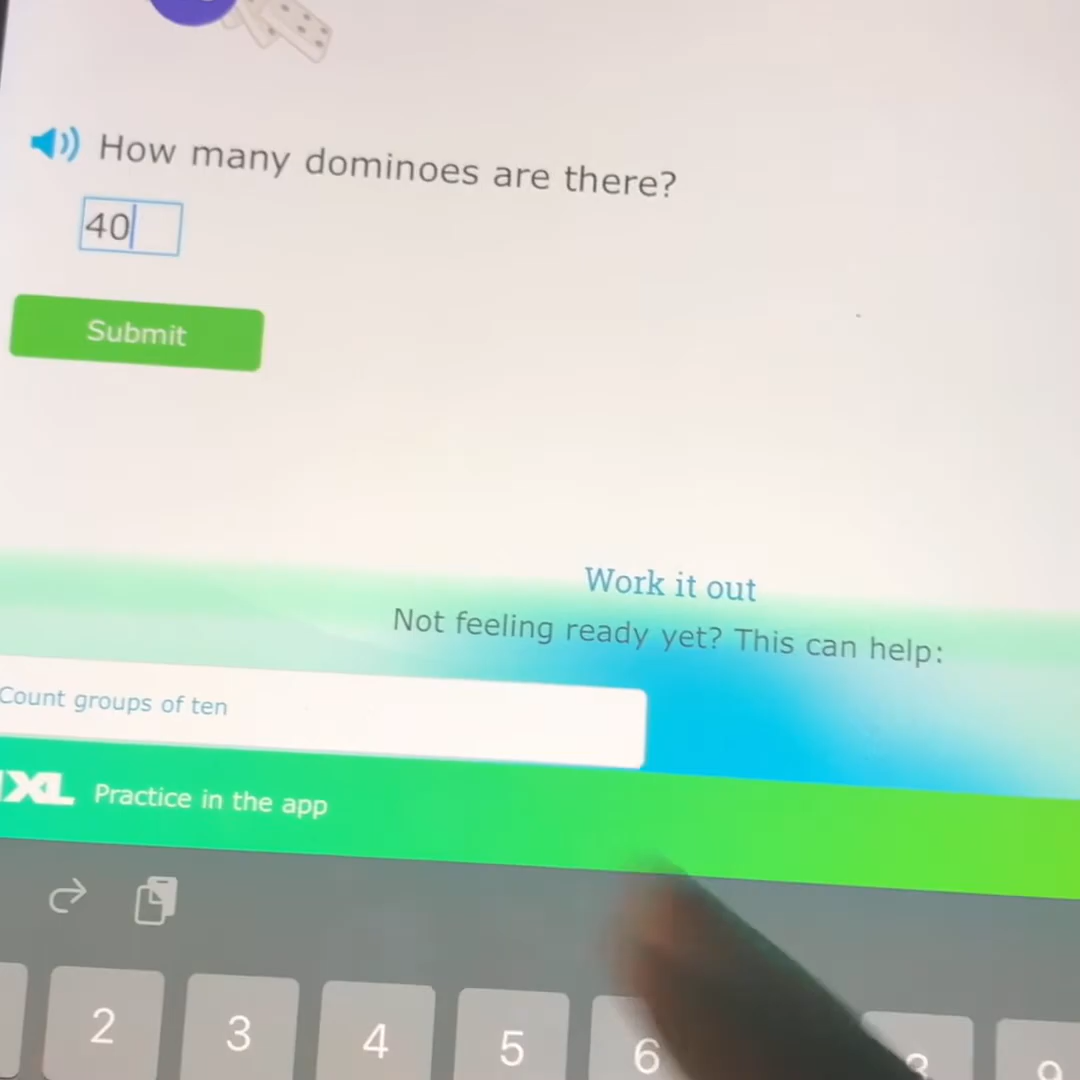 How many dominoes are there?
40
Submit
Work it out
Not feeling ready yet? This can help:
Count groups of ten
IXL Practice in the app
2 3 4 5 6 9